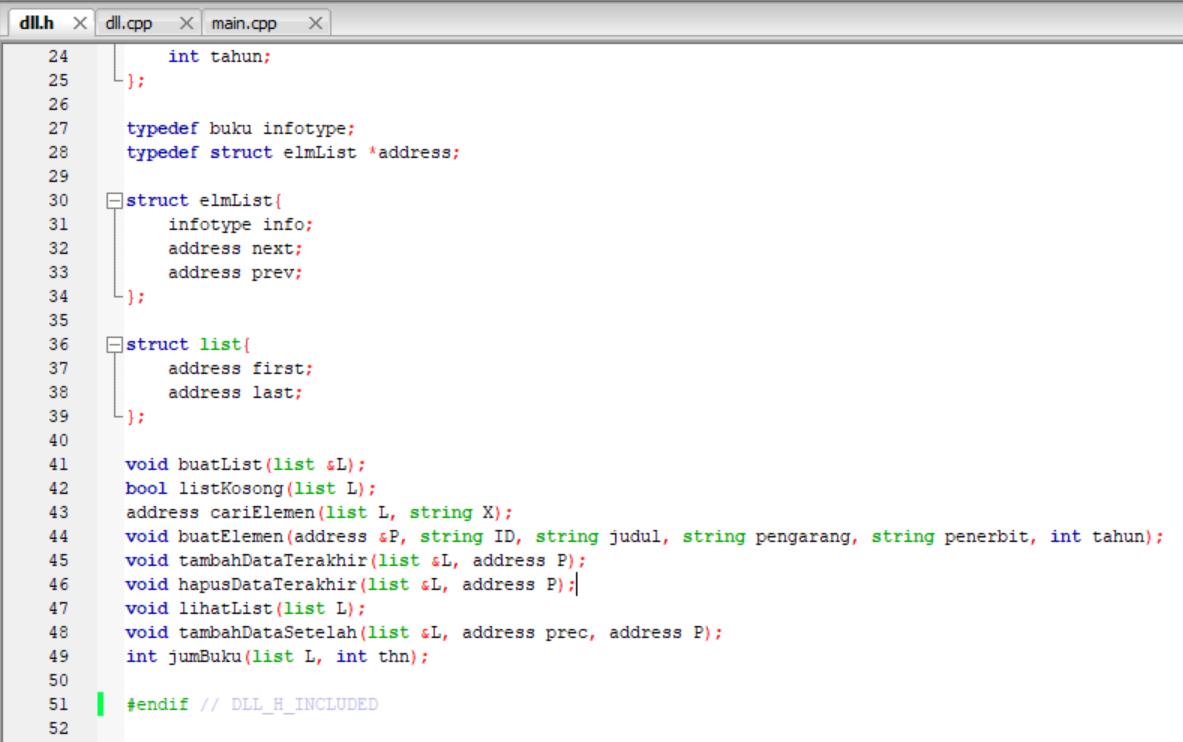 dll.h dll.cpp main.cpp
24 int tahun;
25 };
26
27 typedef buku infotype;
28 typedef struct elmList *address;
29
30 struct elmList{
31 infotype info;
32 address next;
33 address prev;
34 };
35
36 struct list{
37 address first;
38 address last;
39 };
40
41 void buatList(list &L);
42 bool listKosong(list L);
43 address cariElemen(list L, string X);
44 void buatElemen(address &P, string ID, string judul, string pengarang, string penerbit, int tahun);
45 void tambahDataTerakhir(list &L, address P);
46 void hapusDataTerakhir(list &L, address P);
47 void lihatList(list L);
48 void tambahDataSetelah(list &L, address prec, address P);
49 int jumBuku(list L, int thn);
50
51 #endif // DLL_H_INCLUDED
52